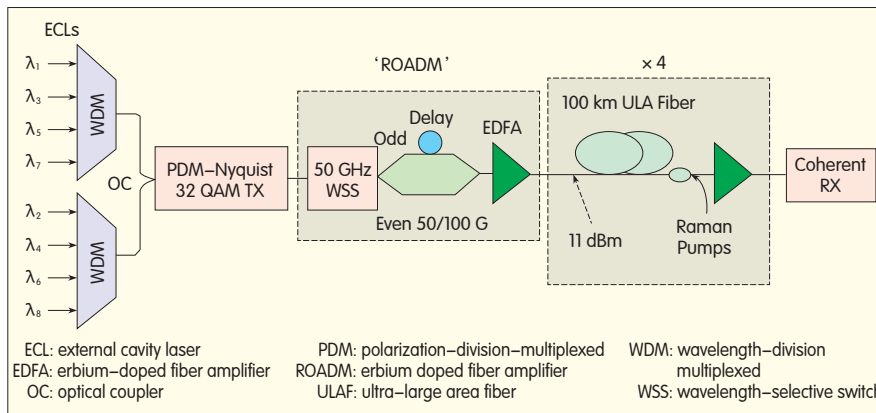 ECLs
λ1
λ3
λ5
λ7
WDM
OC
λ2
λ4
λ6
λ8
WDM
PDM–Nyquist
32 QAM TX
'ROADM'
50 GHz
WSS
Odd
Delay
Even 50/100 G
EDFA
× 4
100 km ULA Fiber
11 dBm
Raman
Pumps
Coherent
RX
ECL: external cavity laser
EDFA: erbium–doped fiber amplifier
OC: optical coupler
PDM: polarization–division–multiplexed
ROADM: erbium doped fiber amplifier
ULAF: ultra–large area fiber
WDM: wavelength–division
multiplexed
WSS: wavelength–selective switch